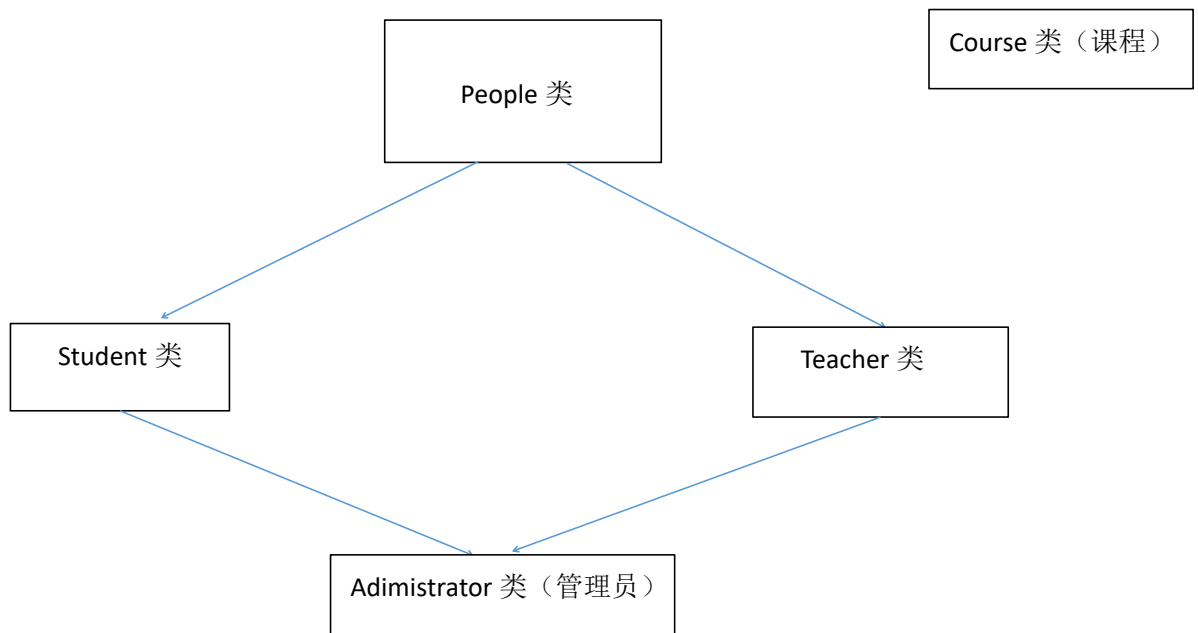 People 类
Course 类（课程）
Student 类
Teacher 类
Adimistrator 类（管理员）